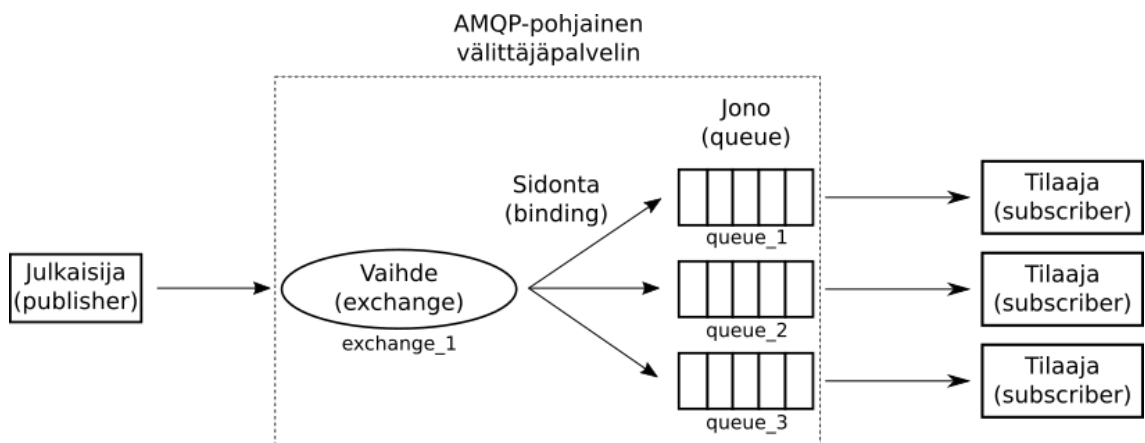 AMQP-pohjainen
välittäjäpalvelin
Jono
(queue)
Sidonta
(binding)
queue_1
Tilaaja
(subscriber)
Julkaisija
(publisher)
Vaihde
(exchange)
exchange_1
queue_2
Tilaaja
(subscriber)
queue_3
Tilaaja
(subscriber)